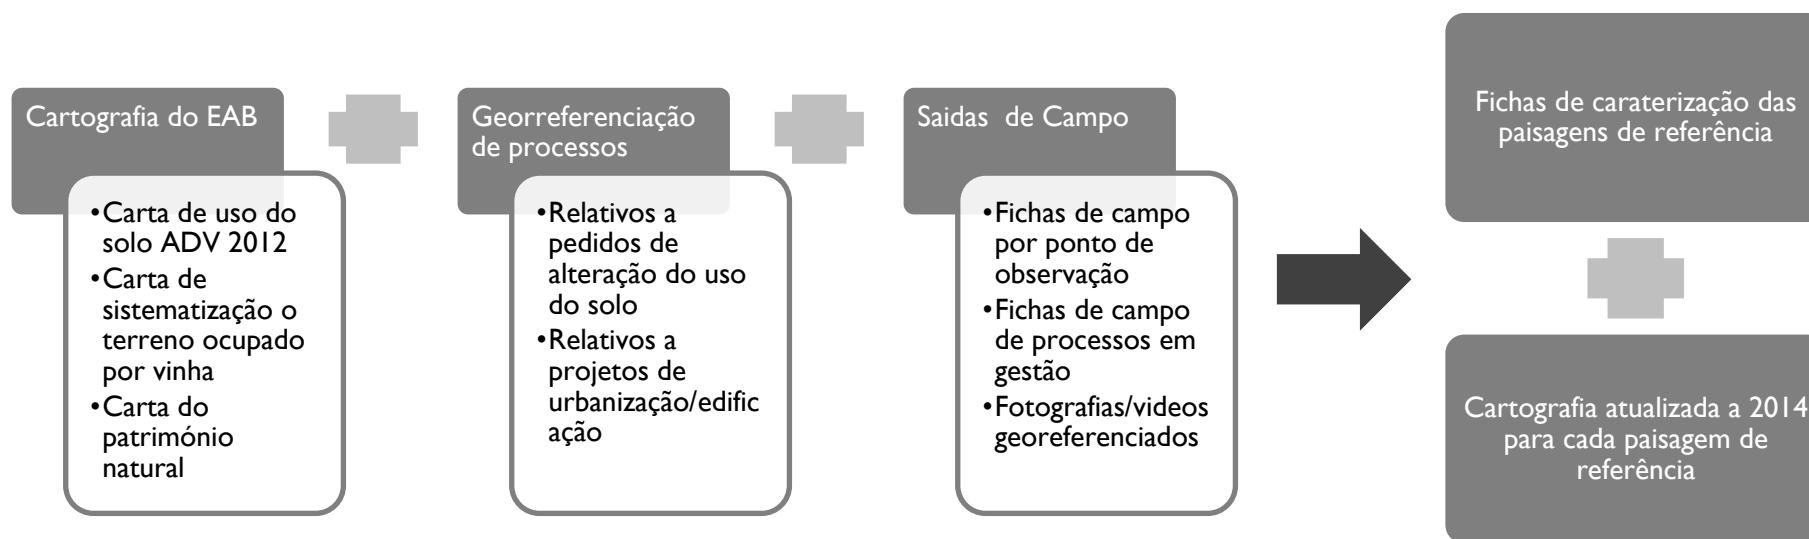 Cartografia do EAB
•Carta de uso do
solo ADV 2012
•Carta de
sistematização o
terreno ocupado
por vinha
•Carta do
património
natural
Georreferenciação
de processos
•Relativos a
pedidos de
alteração do uso
do solo
•Relativos a
projetos de
urbanização/edific
ação
Saidas de Campo
•Fichas de campo
por ponto de
observação
•Fichas de campo
de processos em
gestão
•Fotografias/videos
georeferenciados
Fichas de caraterização das
paisagens de referência
Cartografia atualizada a 2014
para cada paisagem de
referência